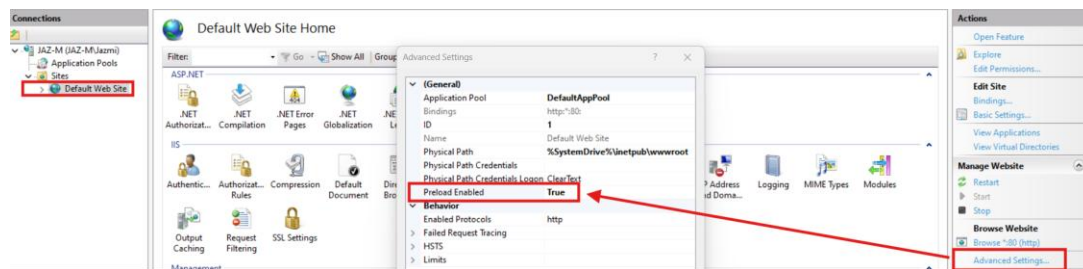 Connections
JAZ-M (JAZ-M\Jazmi)
Application Pools
Sites
Default Web Site
Default Web Site Home
Filter:
Go
Show All
Group
ASP.NET
.NET Authorizat...
.NET Compilation
.NET Error Pages
.NET Globalization
IIS
Authentic...
Authorizat... Rules
Compression
Default Document
Output Caching
Request Filtering
SSL Settings
Management
Advanced Settings
? ×
(General)
Application Pool DefaultAppPool
Bindings http:*:80:
ID 1
Name Default Web Site
Physical Path %SystemDrive%\inetpub\wwwroot
Physical Path Credentials
Physical Path Credentials Logon ClearText
Preload Enabled True
Behavior
Enabled Protocols http
Failed Request Tracing
HSTS
Limits
Logging
MIME Types
Modules
Actions
Open Feature
Explore
Edit Permissions...
Edit Site
Bindings...
Basic Settings...
View Applications
View Virtual Directories
Manage Website
Restart
Start
Stop
Browse Website
Browse *:80 (http)
Advanced Settings...